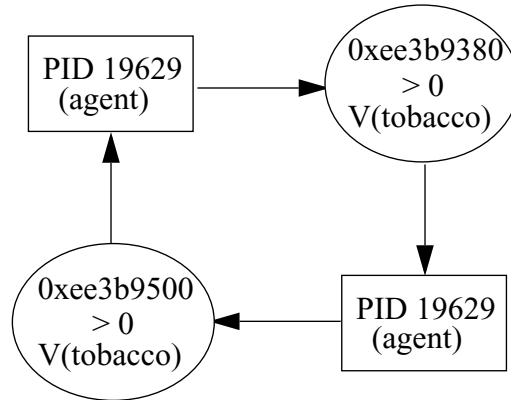 PID 19629
(agent)
0xee3b9380
> 0
V(tobacco)
0xee3b9500
> 0
V(tobacco)
PID 19629
(agent)